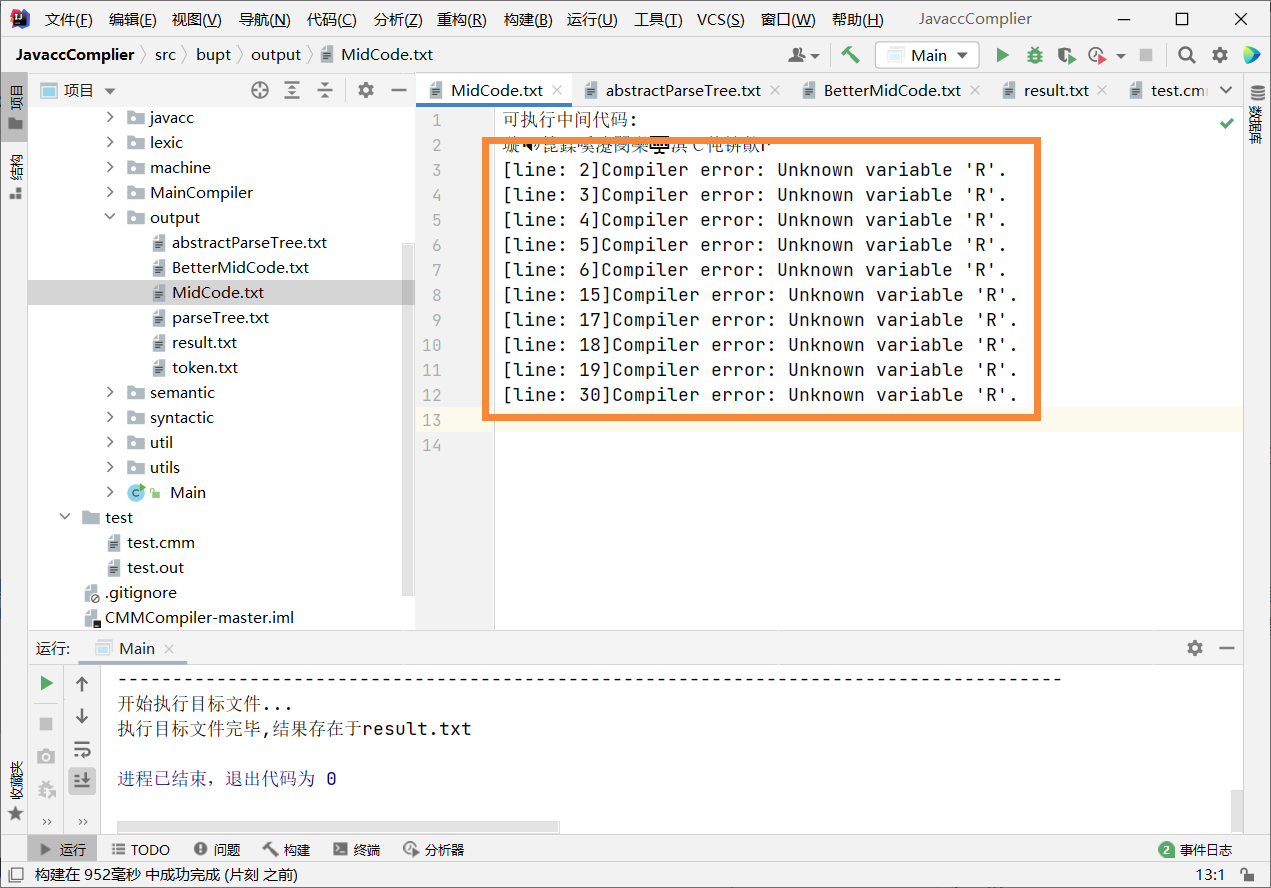 文件(F) 编辑(E) 视图(V) 导航(N) 代码(C) 分析(Z) 重构(R) 构建(B) 运行(U) 工具(T) VCS(S) 窗口(W) 帮助(H) JavaccComplier
JavaccComplier src bupt output MidCode.txt Main
项目
结构
收藏夹
数据库
项目
MidCode.txt abstractParseTree.txt BetterMidCode.txt result.txt test.cm
javacc
lexic
machine
MainCompiler
output
abstractParseTree.txt
BetterMidCode.txt
MidCode.txt
parseTree.txt
result.txt
token.txt
semantic
syntactic
util
utils
Main
test
test.cmm
test.out
.gitignore
CMMCompiler-master.iml
1 可执行中间代码:
2
3 [line: 2]Compiler error: Unknown variable 'R'.
4 [line: 3]Compiler error: Unknown variable 'R'.
5 [line: 4]Compiler error: Unknown variable 'R'.
6 [line: 5]Compiler error: Unknown variable 'R'.
7 [line: 6]Compiler error: Unknown variable 'R'.
8 [line: 15]Compiler error: Unknown variable 'R'.
9 [line: 17]Compiler error: Unknown variable 'R'.
10 [line: 18]Compiler error: Unknown variable 'R'.
11 [line: 19]Compiler error: Unknown variable 'R'.
12 [line: 30]Compiler error: Unknown variable 'R'.
13
14
运行: Main
--------------------------------------------------------------------------------------
开始执行目标文件...
执行目标文件完毕,结果存在于result.txt
进程已结束，退出代码为 0
运行 TODO 问题 构建 终端 分析器 2 事件日志
构建在 952毫秒 中成功完成 (片刻 之前) 13:1